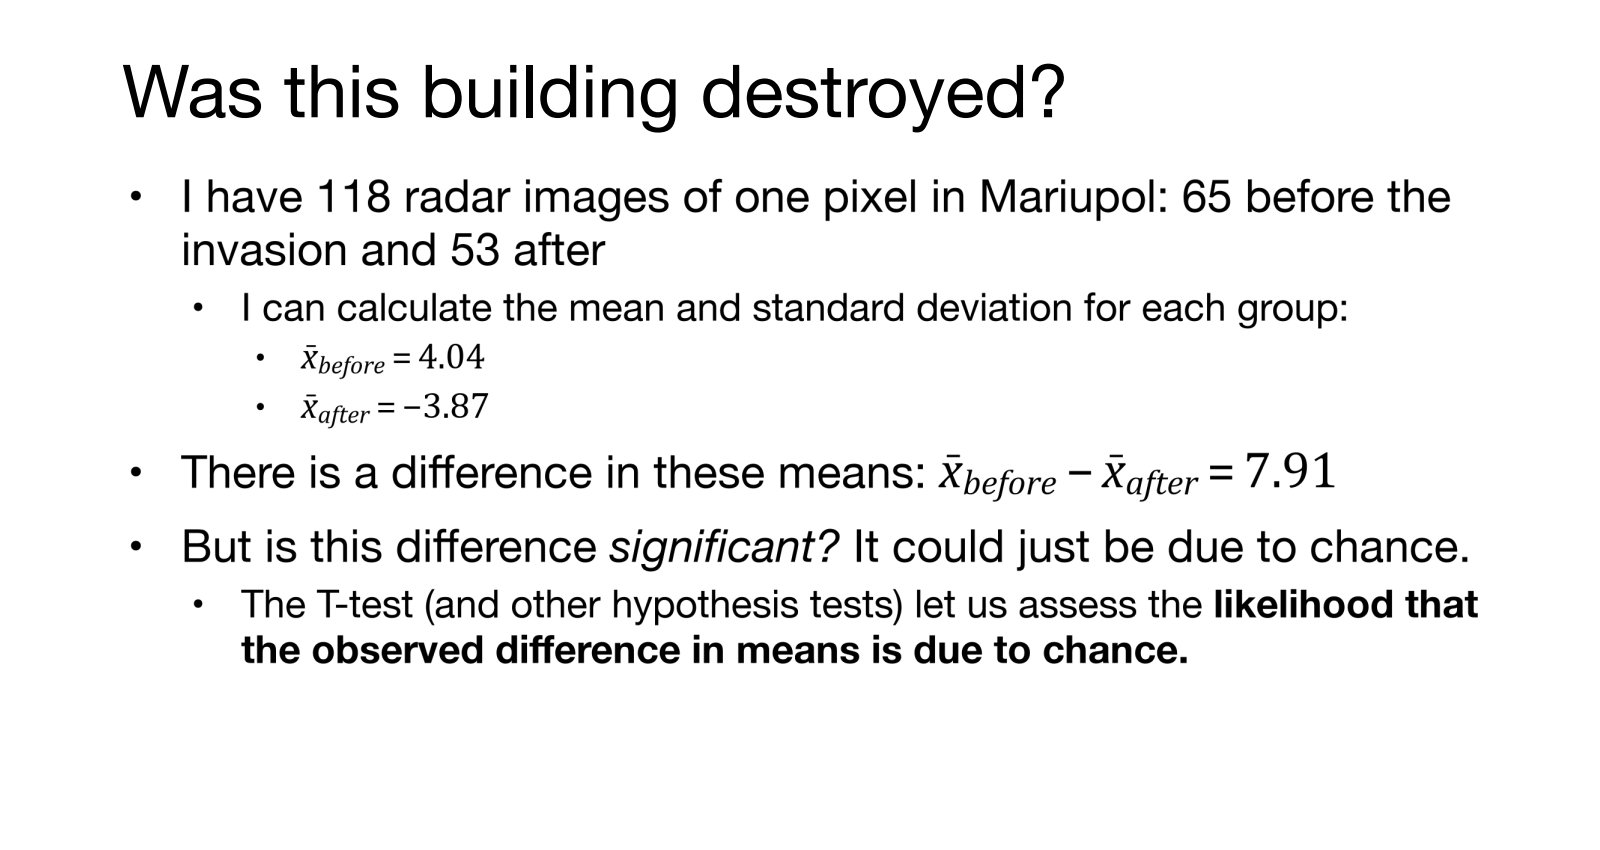 Was this building destroyed?
• I have 118 radar images of one pixel in Mariupol: 65 before the
invasion and 53 after
• I can calculate the mean and standard deviation for each group:
• x̄before = 4.04
• x̄after = −3.87
• There is a difference in these means: x̄before − x̄after = 7.91
• But is this difference significant? It could just be due to chance.
• The T-test (and other hypothesis tests) let us assess the likelihood that
the observed difference in means is due to chance.